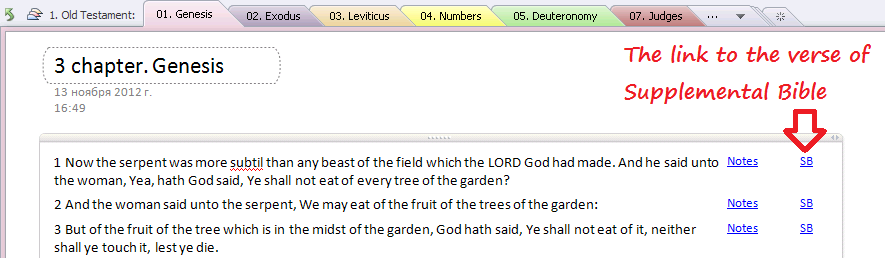 1. Old Testament:
01. Genesis
02. Exodus
03. Leviticus
04. Numbers
05. Deuteronomy
07. Judges
...
The link to the verse of
Supplemental Bible
3 chapter. Genesis
13 ноября 2012 г.
16:49
1 Now the serpent was more subtil than any beast of the field which the LORD God had made. And he said unto Notes SB
the woman, Yea, hath God said, Ye shall not eat of every tree of the garden?
2 And the woman said unto the serpent, We may eat of the fruit of the trees of the garden: Notes SB
3 But of the fruit of the tree which is in the midst of the garden, God hath said, Ye shall not eat of it, neither Notes SB
shall ye touch it, lest ye die.